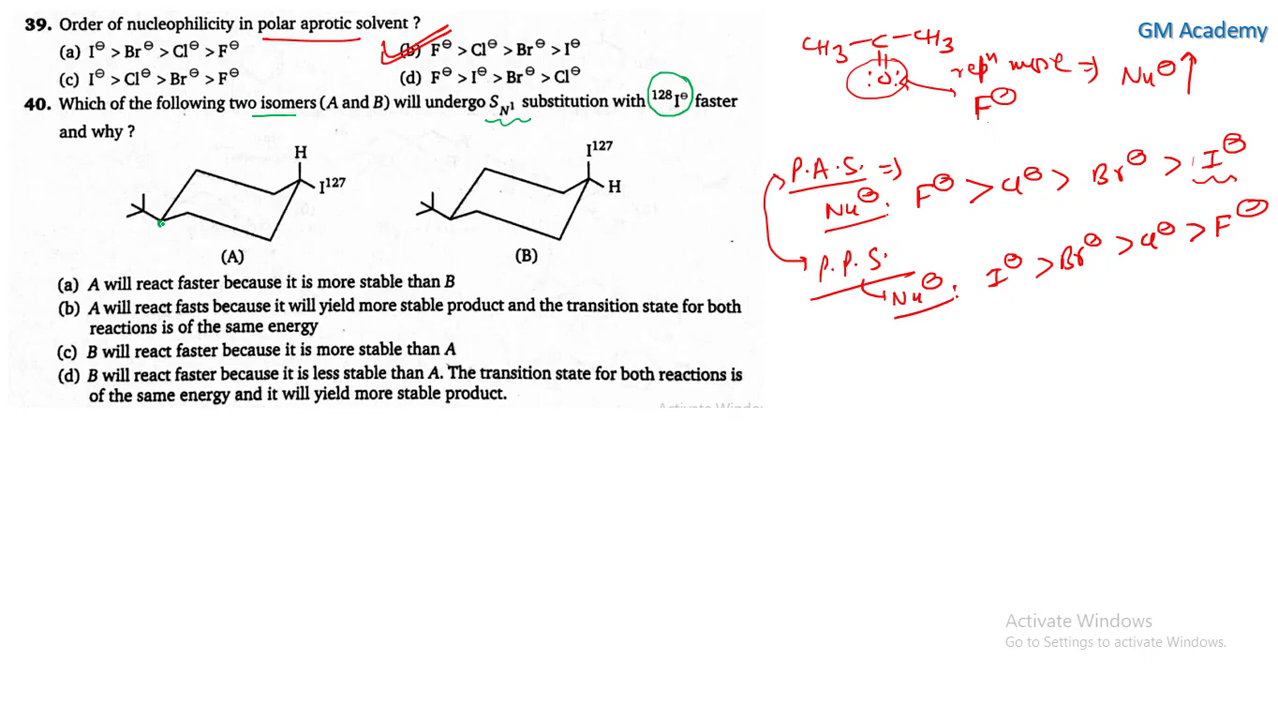 GM Academy
39. Order of nucleophilicity in polar aprotic solvent ?
(a) I⊖ > Br⊖ > Cl⊖ > F⊖ (b) F⊖ > Cl⊖ > Br⊖ > I⊖
(c) I⊖ > Cl⊖ > Br⊖ > F⊖ (d) F⊖ > I⊖ > Br⊖ > Cl⊖
40. Which of the following two isomers (A and B) will undergo S_N1 substitution with ¹²⁸I⊖ faster
and why ?
H
I¹²⁷
(A)
I¹²⁷
H
(B)
(a) A will react faster because it is more stable than B
(b) A will react fasts because it will yield more stable product and the transition state for both
reactions is of the same energy
(c) B will react faster because it is more stable than A
(d) B will react faster because it is less stable than A. The transition state for both reactions is
of the same energy and it will yield more stable product.
CH3-C-CH3
:O:
repⁿ more ⇒ Nu⊖ ↑
F⊖
P.A.S. ⇒
Nu⊖: F⊖ > Cl⊖ > Br⊖ > I⊖
P.P.S.
Nu⊖: I⊖ > Br⊖ > Cl⊖ > F⊖
Activate Windows
Go to Settings to activate Windows.